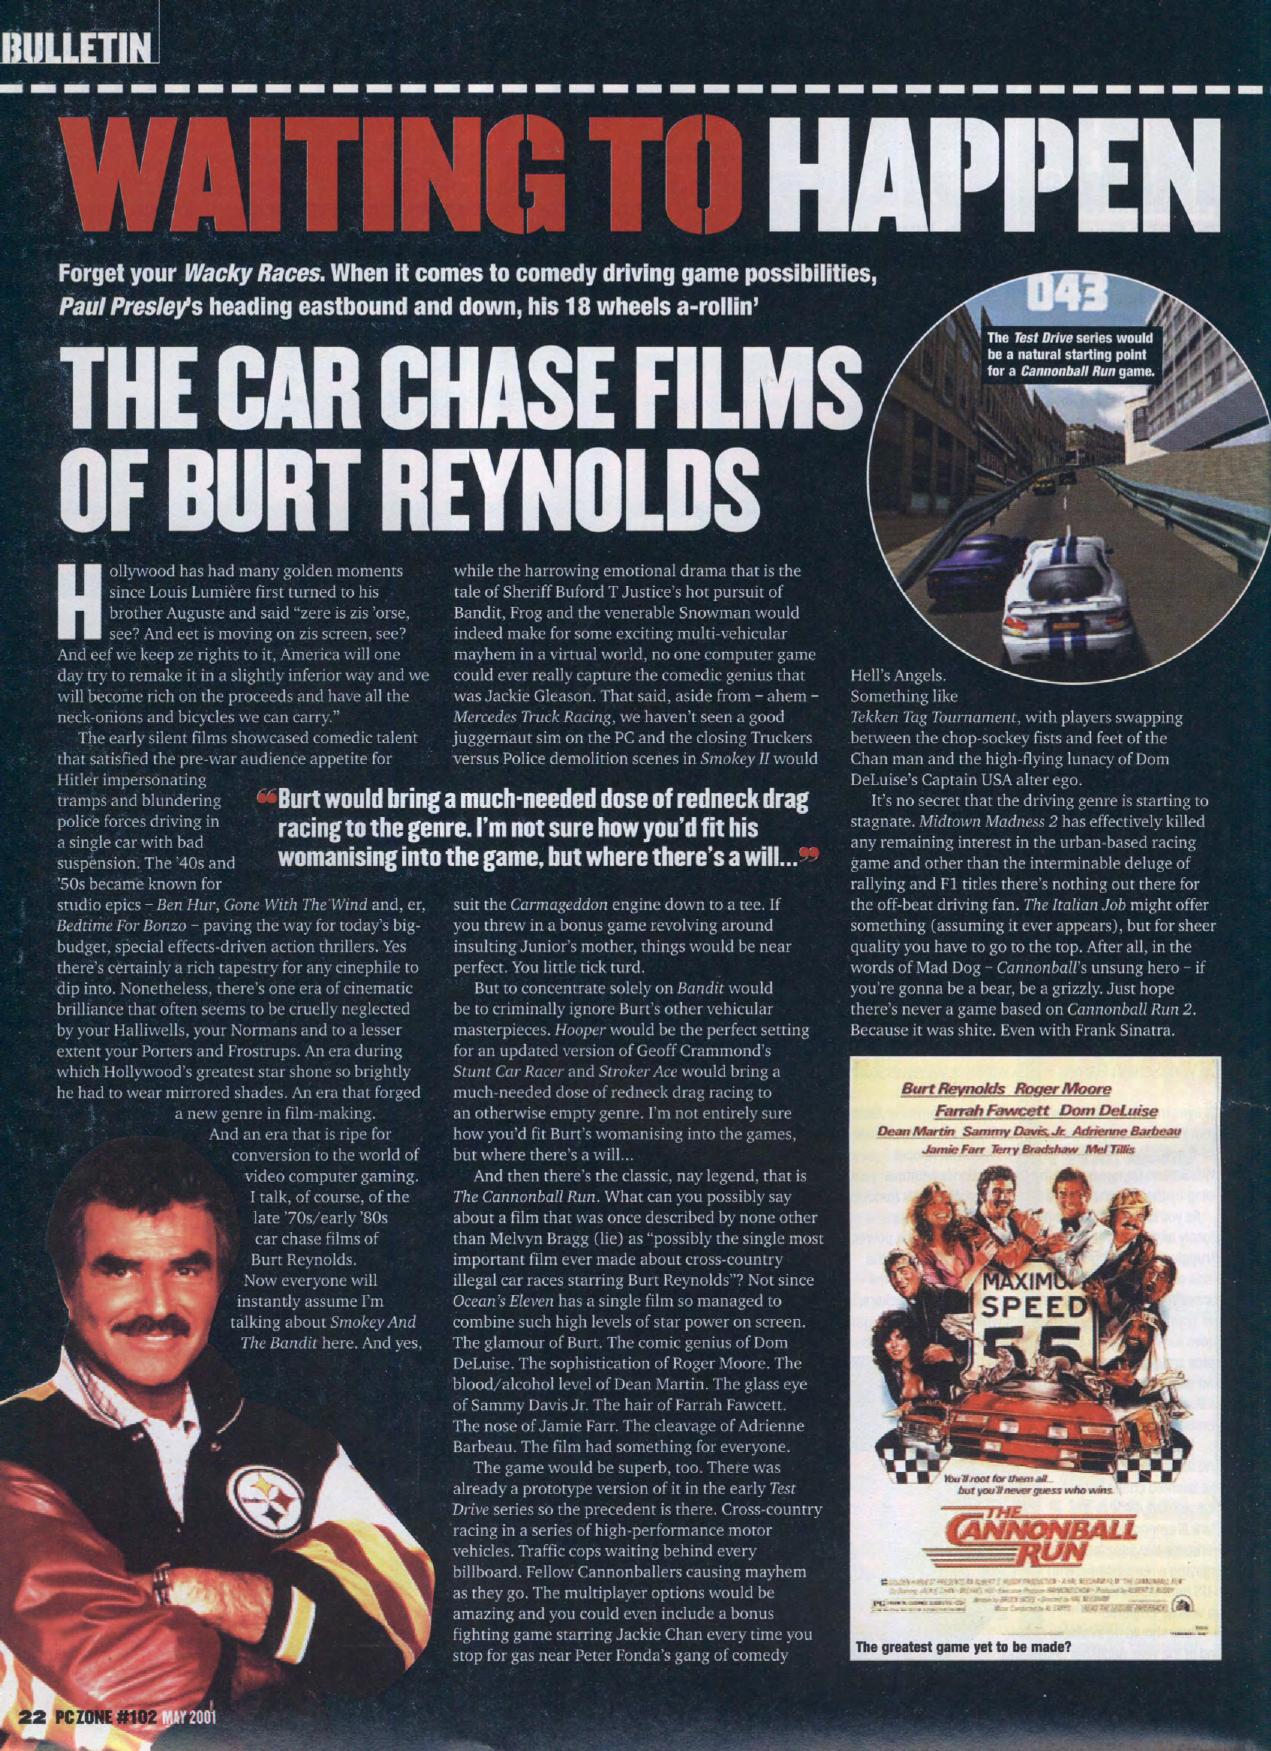 BULLETIN
WAITING TO HAPPEN
Forget your Wacky Races. When it comes to comedy driving game possibilities,
Paul Presley's heading eastbound and down, his 18 wheels a-rollin'
THE CAR CHASE FILMS
OF BURT REYNOLDS
043
The Test Drive series would
be a natural starting point
for a Cannonball Run game.
Hollywood has had many golden moments
since Louis Lumière first turned to his
brother Auguste and said “zere is zis 'orse,
see? And eet is moving on zis screen, see?
And eef we keep ze rights to it, America will one
day try to remake it in a slightly inferior way and we
will become rich on the proceeds and have all the
neck-onions and bicycles we can carry.”
The early silent films showcased comedic talent
that satisfied the pre-war audience appetite for
Hitler impersonating
tramps and blundering
police forces driving in
a single car with bad
suspension. The '40s and
'50s became known for
studio epics – Ben Hur, Gone With The Wind and, er,
Bedtime For Bonzo – paving the way for today's big-
budget, special effects-driven action thrillers. Yes
there's certainly a rich tapestry for any cinephile to
dip into. Nonetheless, there's one era of cinematic
brilliance that often seems to be cruelly neglected
by your Halliwells, your Normans and to a lesser
extent your Porters and Frostrups. An era during
which Hollywood's greatest star shone so brightly
he had to wear mirrored shades. An era that forged
a new genre in film-making.
And an era that is ripe for
conversion to the world of
video computer gaming.
I talk, of course, of the
late '70s/early '80s
car chase films of
Burt Reynolds.
Now everyone will
instantly assume I'm
talking about Smokey And
The Bandit here. And yes,
while the harrowing emotional drama that is the
tale of Sheriff Buford T Justice's hot pursuit of
Bandit, Frog and the venerable Snowman would
indeed make for some exciting multi-vehicular
mayhem in a virtual world, no one computer game
could ever really capture the comedic genius that
was Jackie Gleason. That said, aside from – ahem –
Mercedes Truck Racing, we haven't seen a good
juggernaut sim on the PC and the closing Truckers
versus Police demolition scenes in Smokey II would
“Burt would bring a much-needed dose of redneck drag
racing to the genre. I'm not sure how you'd fit his
womanising into the game, but where there's a will...”
suit the Carmageddon engine down to a tee. If
you threw in a bonus game revolving around
insulting Junior's mother, things would be near
perfect. You little tick turd.
But to concentrate solely on Bandit would
be to criminally ignore Burt's other vehicular
masterpieces. Hooper would be the perfect setting
for an updated version of Geoff Crammond's
Stunt Car Racer and Stroker Ace would bring a
much-needed dose of redneck drag racing to
an otherwise empty genre. I'm not entirely sure
how you'd fit Burt's womanising into the games,
but where there's a will...
And then there's the classic, nay legend, that is
The Cannonball Run. What can you possibly say
about a film that was once described by none other
than Melvyn Bragg (lie) as “possibly the single most
important film ever made about cross-country
illegal car races starring Burt Reynolds”? Not since
Ocean's Eleven has a single film so managed to
combine such high levels of star power on screen.
The glamour of Burt. The comic genius of Dom
DeLuise. The sophistication of Roger Moore. The
blood/alcohol level of Dean Martin. The glass eye
of Sammy Davis Jr. The hair of Farrah Fawcett.
The nose of Jamie Farr. The cleavage of Adrienne
Barbeau. The film had something for everyone.
The game would be superb, too. There was
already a prototype version of it in the early Test
Drive series so the precedent is there. Cross-country
racing in a series of high-performance motor
vehicles. Traffic cops waiting behind every
billboard. Fellow Cannonballers causing mayhem
as they go. The multiplayer options would be
amazing and you could even include a bonus
fighting game starring Jackie Chan every time you
stop for gas near Peter Fonda's gang of comedy
Hell's Angels.
Something like
Tekken Tag Tournament, with players swapping
between the chop-sockey fists and feet of the
Chan man and the high-flying lunacy of Dom
DeLuise's Captain USA alter ego.
It's no secret that the driving genre is starting to
stagnate. Midtown Madness 2 has effectively killed
any remaining interest in the urban-based racing
game and other than the interminable deluge of
rallying and F1 titles there's nothing out there for
the off-beat driving fan. The Italian Job might offer
something (assuming it ever appears), but for sheer
quality you have to go to the top. After all, in the
words of Mad Dog – Cannonball's unsung hero – if
you're gonna be a bear, be a grizzly. Just hope
there's never a game based on Cannonball Run 2.
Because it was shite. Even with Frank Sinatra.
Burt Reynolds Roger Moore
Farrah Fawcett Dom DeLuise
Dean Martin Sammy Davis, Jr. Adrienne Barbeau
Jamie Farr Terry Bradshaw Mel Tillis
MAXIMU
SPEED
55
You'll root for them all...
but you'll never guess who wins.
THE
CANNONBALL
RUN
PG
The greatest game yet to be made?
22 PCZONE #102 MAY 2001